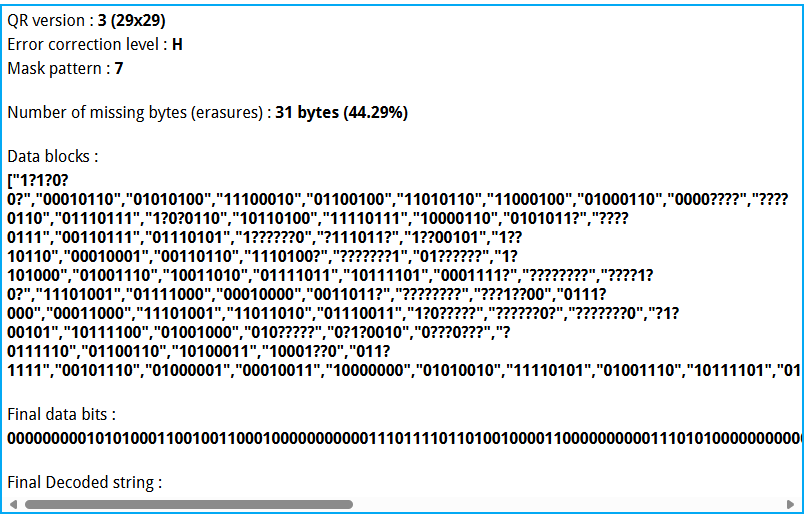 QR version : 3 (29x29)
Error correction level : H
Mask pattern : 7
Number of missing bytes (erasures) : 31 bytes (44.29%)
Data blocks :
["1?1?0?
0?","00010110","01010100","11100010","01100100","11010110","11000100","01000110","0000????","????
0110","01110111","1?0?0110","10110100","11110111","10000110","0101011?","????
0111","00110111","01110101","1??????0","?111011?","1??00101","1??
10110","00010001","00110110","1110100?","???????1","01??????","1?
101000","01001110","10011010","01111011","10111101","0001111?","????????","????1?
0?","11101001","01111000","00010000","0011011?","????????","???1??00","0111?
000","00011000","11101001","11011010","01110011","1?0?????","??????0?","???????0","?1?
00101","10111100","01001000","010?????","0?1?0010","0???0???","?
0111110","01100110","10100011","10001??0","011?
1111","00101110","01000001","00010011","10000000","01010010","11110101","01001110","10111101","01
Final data bits :
0000000001010100011001001100010000000000011101111011010010000110000000000011101010000000000
Final Decoded string :